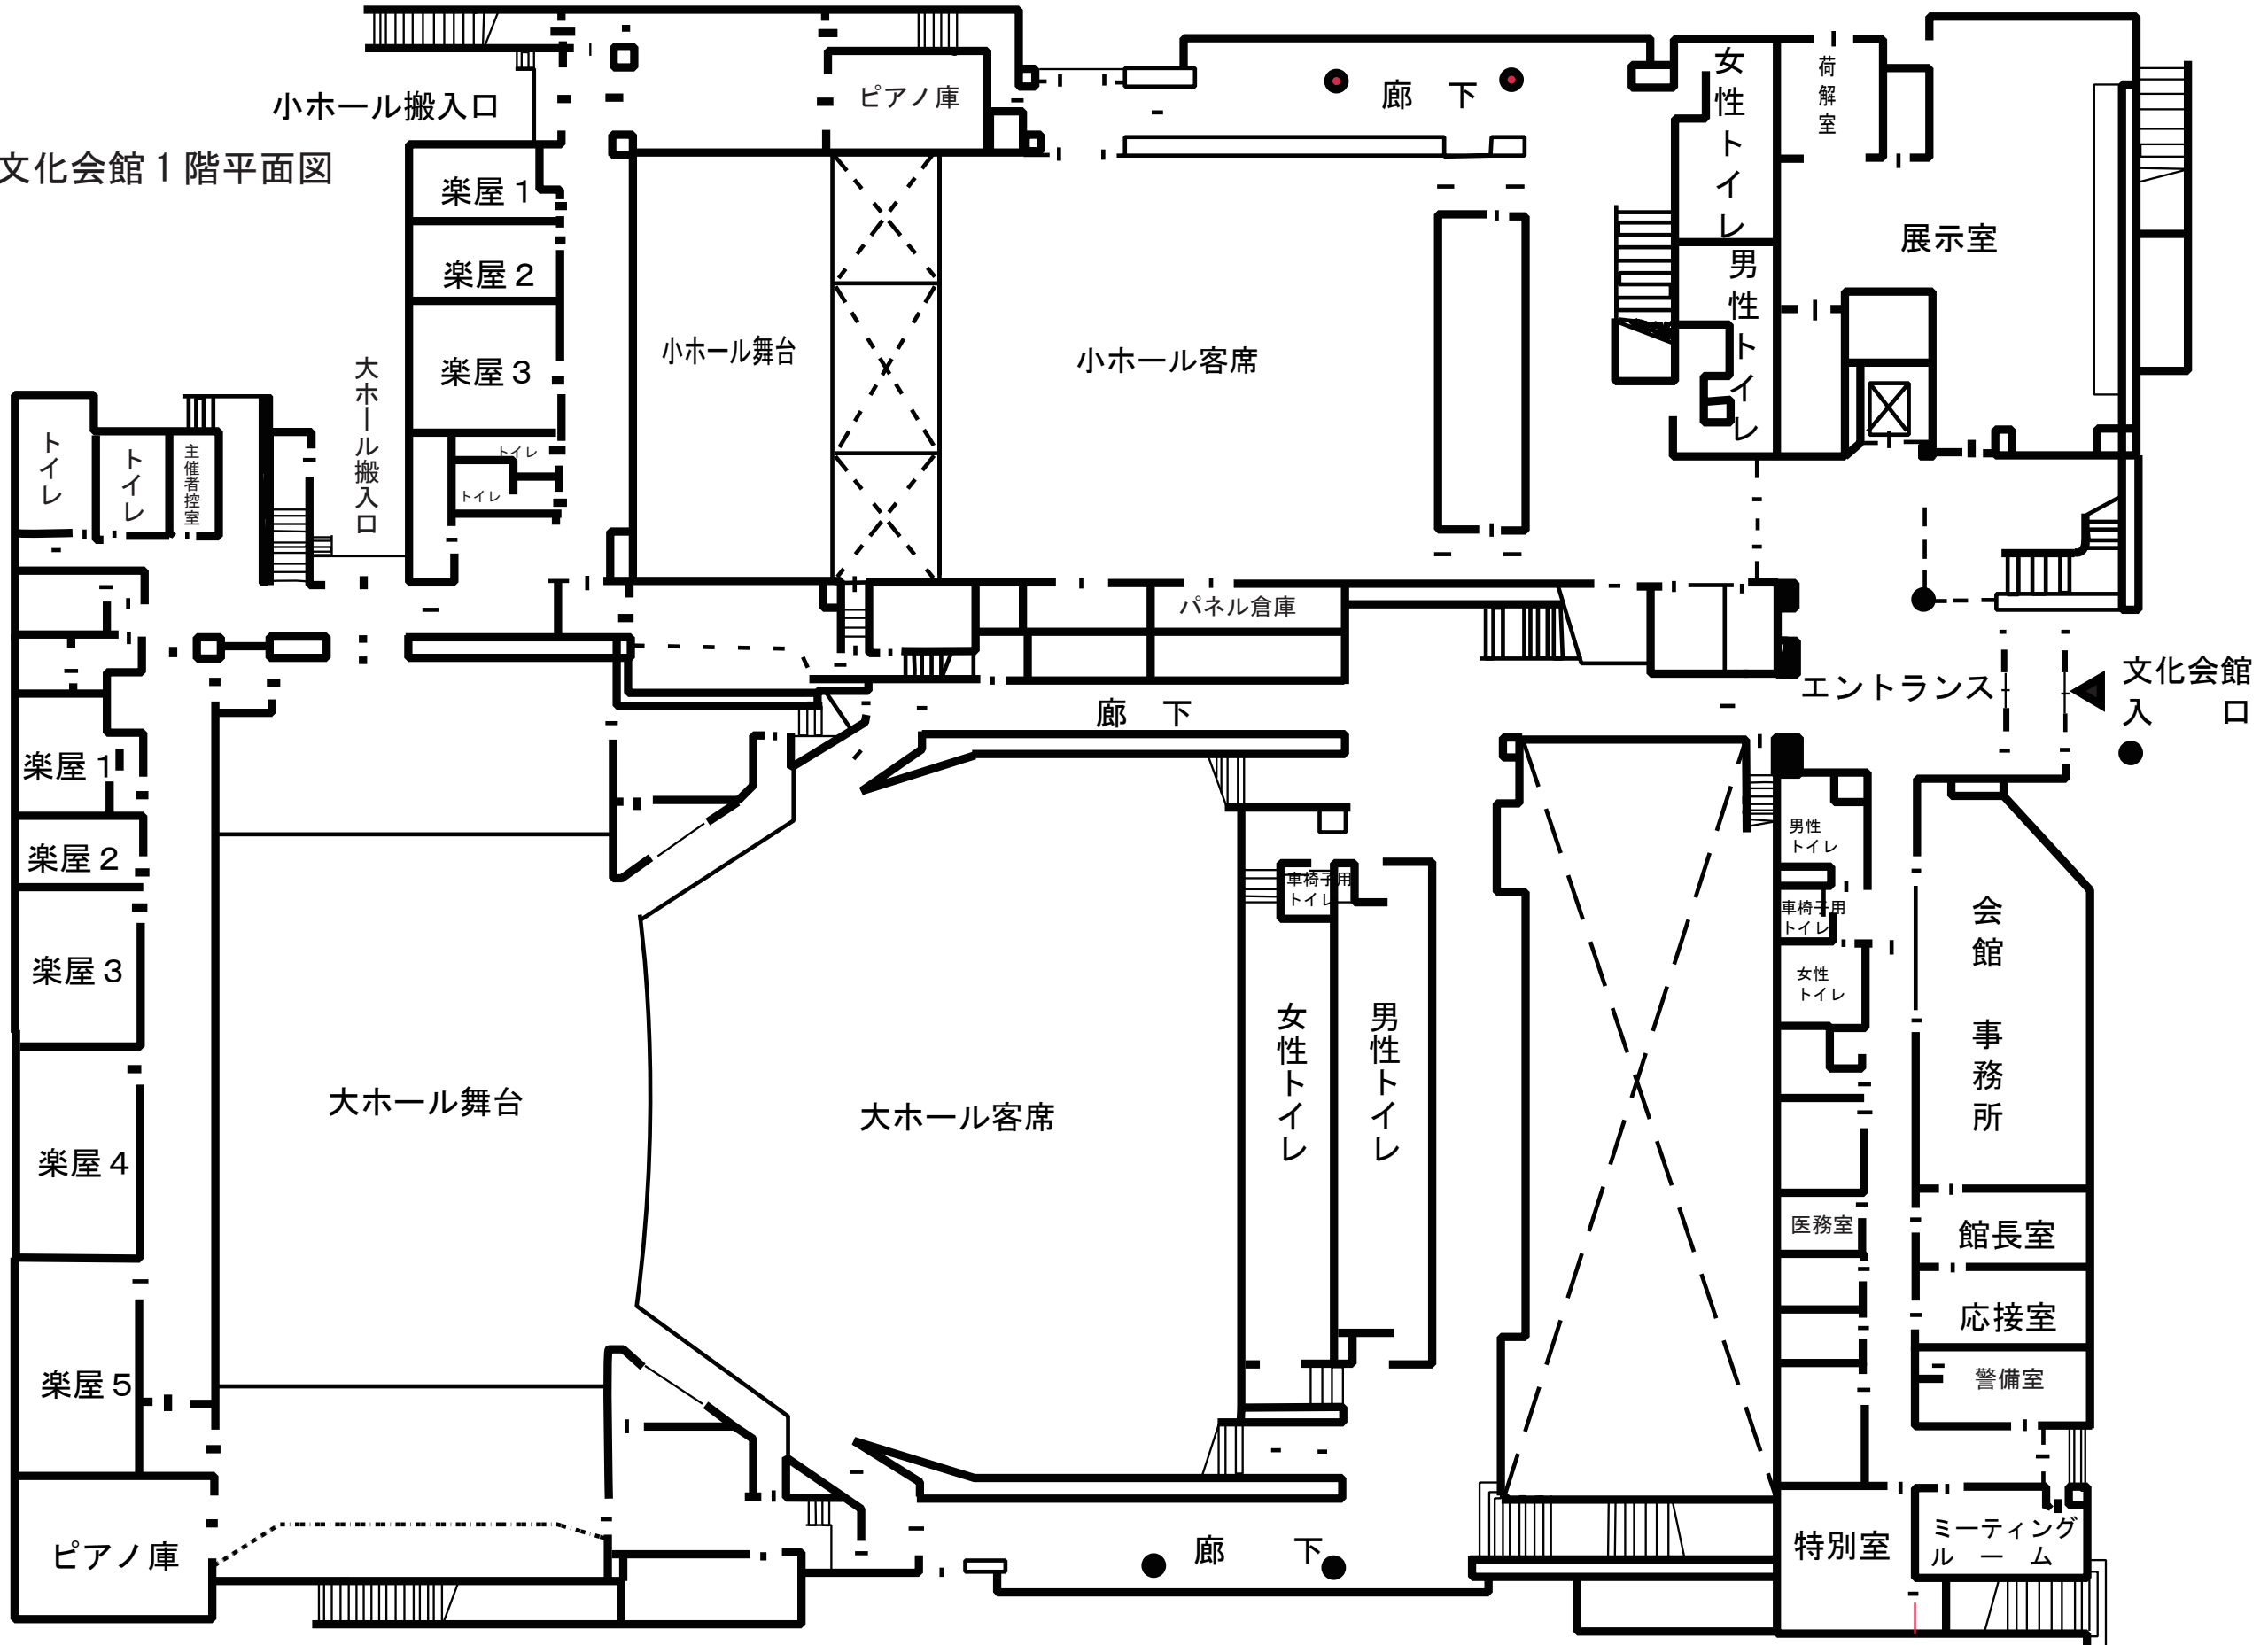 文化会館１階平面図
小ホール搬入口
ピアノ庫
廊　下
女性トイレ
荷解室
楽屋１
楽屋２
楽屋３
トイレ
トイレ
大ホール搬入口
小ホール舞台
小ホール客席
男性トイレ
展示室
トイレ
トイレ
主催者控室
パネル倉庫
廊　下
エントランス
文化会館
入　口
楽屋１
楽屋２
楽屋３
楽屋４
楽屋５
ピアノ庫
大ホール舞台
大ホール客席
車椅子用
トイレ
女性トイレ
男性トイレ
男性
トイレ
車椅子用
トイレ
女性
トイレ
医務室
会館　事務所
館長室
応接室
警備室
特別室
ミーティング
ルーム
廊　下